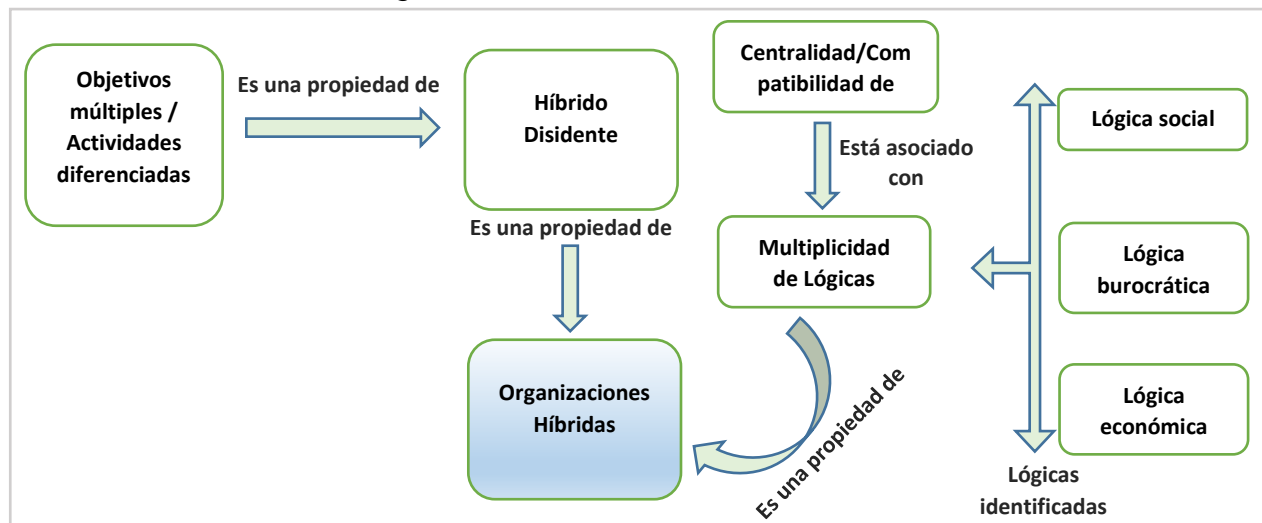 Objetivos
múltiples /
Actividades
diferenciadas
Es una propiedad de
Híbrido
Disidente
Es una propiedad de
Organizaciones
Híbridas
Centralidad/Com
patibilidad de
Está asociado
con
Multiplicidad
de Lógicas
Es una propiedad de
Lógica social
Lógica
burocrática
Lógica
económica
Lógicas
identificadas